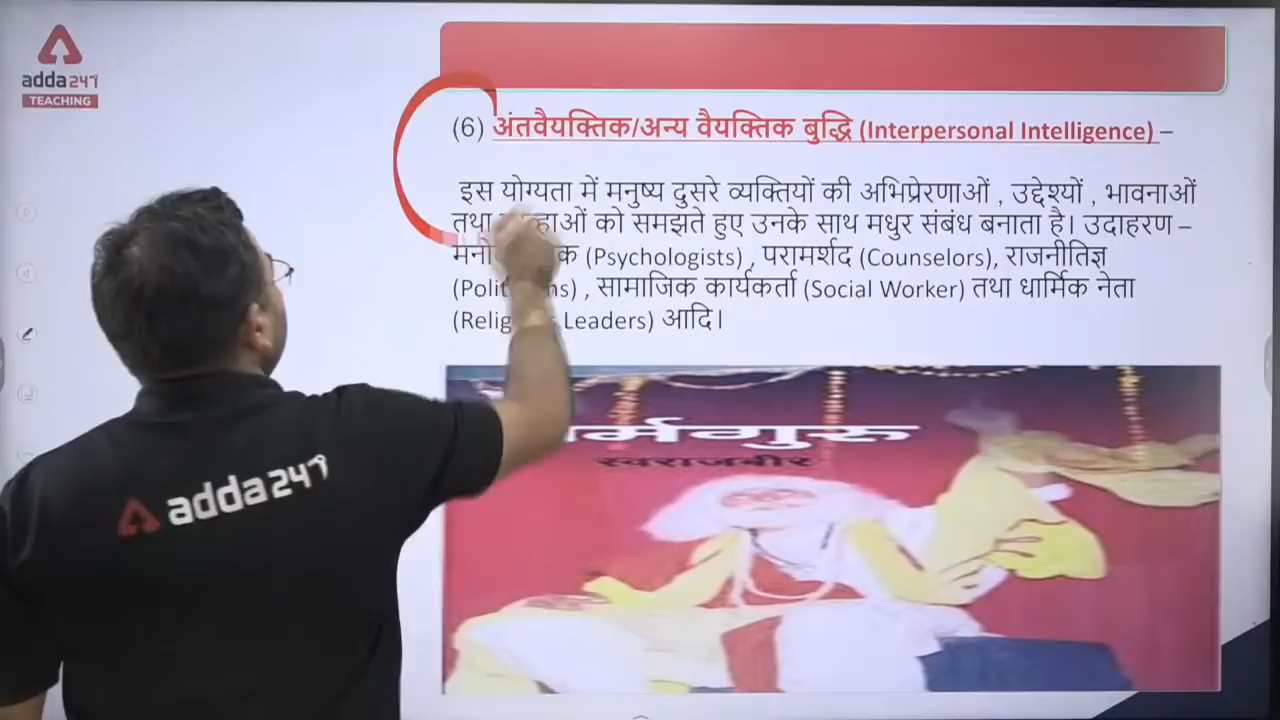 adda247
TEACHING
(6) अंतवैयक्तिक/अन्य वैयक्तिक बुद्धि (Interpersonal Intelligence) –
इस योग्यता में मनुष्य दुसरे व्यक्तियों की अभिप्रेरणाओं , उद्देश्यों , भावनाओं
तथा को समझते हुए उनके साथ मधुर संबंध बनाता है। उदाहरण –
(Psychologists) , परामर्शद (Counselors), राजनीतिज्ञ
, सामाजिक कार्यकर्ता (Social Worker) तथा धार्मिक नेता
Leaders) आदि।
स्वराजबीर
adda247